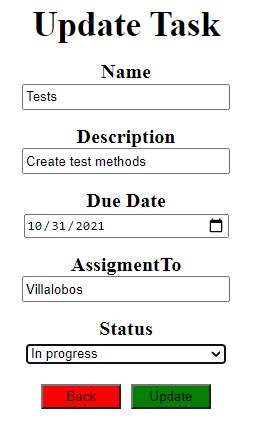 Update Task
Name
Tests
Description
Create test methods
Due Date
10/31/2021
AssigmentTo
Villalobos
Status
In progress
Back Update